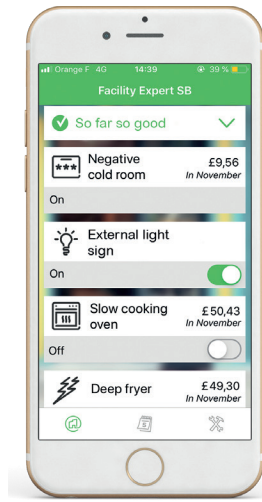 Orange F 4G 14:39 39 %
Facility Expert SB
So far so good
Negative £9,56
cold room In November
On
External light
sign
On
Slow cooking £50,43
oven In November
Off
Deep fryer £49,30
In November